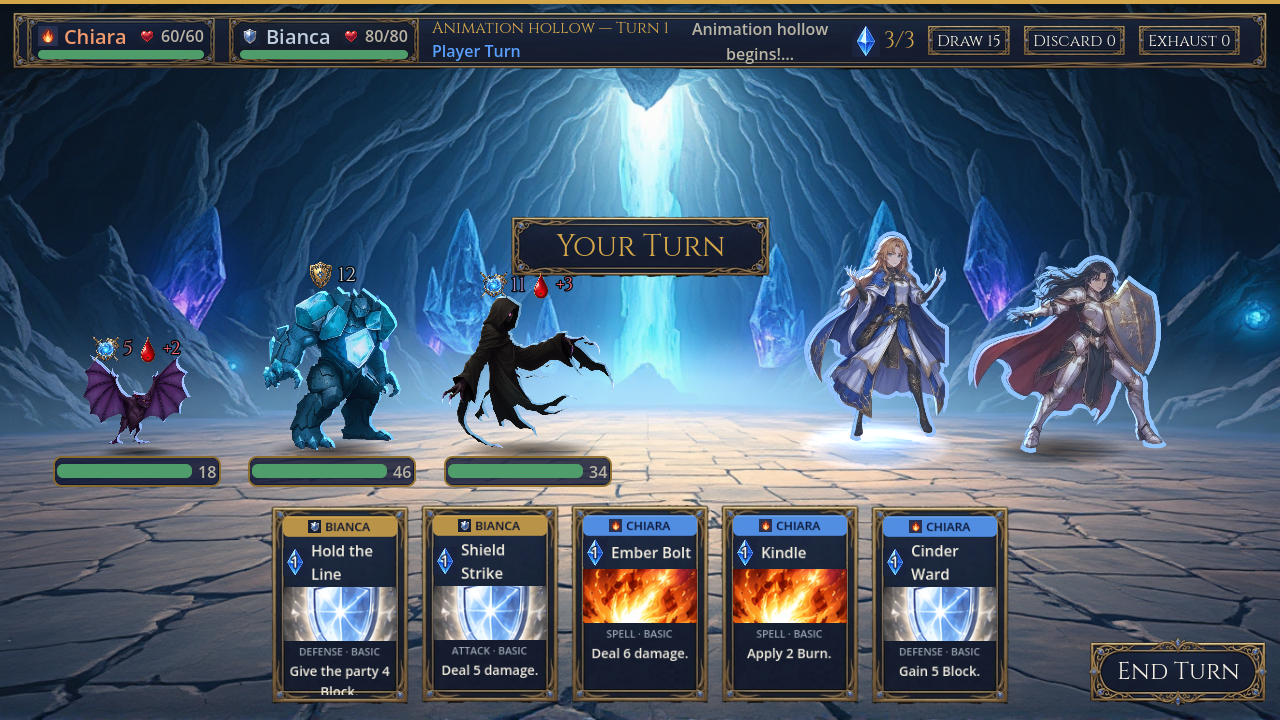 Chiara 60/60
Bianca 80/80
Animation hollow — Turn 1
Player Turn
Animation hollow
begins!...
3/3
Draw 15
Discard 0
Exhaust 0
Your Turn
12
11 +3
5 +2
18
46
34
BIANCA
1
Hold the
Line
DEFENSE · BASIC
Give the party 4
Block.
BIANCA
1
Shield
Strike
ATTACK · BASIC
Deal 5 damage.
CHIARA
1
Ember Bolt
SPELL · BASIC
Deal 6 damage.
CHIARA
1
Kindle
SPELL · BASIC
Apply 2 Burn.
CHIARA
1
Cinder
Ward
DEFENSE · BASIC
Gain 5 Block.
End Turn